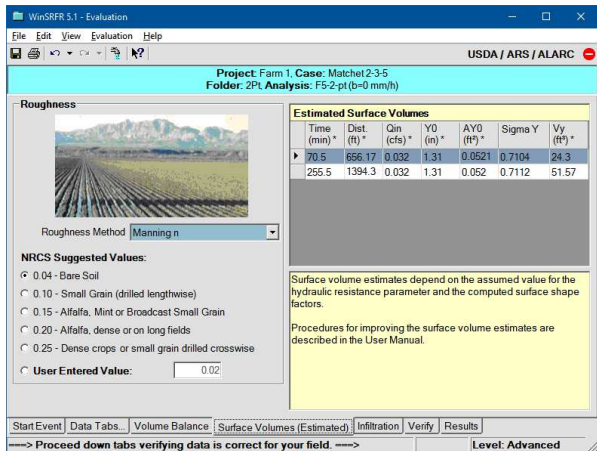 WinSRFR 5.1 - Evaluation
File Edit View Evaluation Help
USDA / ARS / ALARC
Project: Farm 1, Case: Matchet 2-3-5
Folder: 2Pt, Analysis: F5-2-pt (b=0 mm/h)
Roughness
Roughness Method Manning n
NRCS Suggested Values:
0.04 - Bare Soil
0.10 - Small Grain (drilled lengthwise)
0.15 - Alfalfa, Mint or Broadcast Small Grain
0.20 - Alfalfa, dense or on long fields
0.25 - Dense crops or small grain drilled crosswise
User Entered Value: 0.02
Estimated Surface Volumes
Time (min) * Dist. (ft) * Qin (cfs) * Y0 (in) * AY0 (ft²) * Sigma Y Vy (ft³) *
70.5 656.17 0.032 1.31 0.0521 0.7104 24.3
255.5 1394.3 0.032 1.31 0.052 0.7112 51.57
Surface volume estimates depend on the assumed value for the
hydraulic resistance parameter and the computed surface shape
factors.
Procedures for improving the surface volume estimates are
described in the User Manual.
Start Event Data Tabs... Volume Balance Surface Volumes (Estimated) Infiltration Verify Results
===> Proceed down tabs verifying data is correct for your field. ===> Level: Advanced